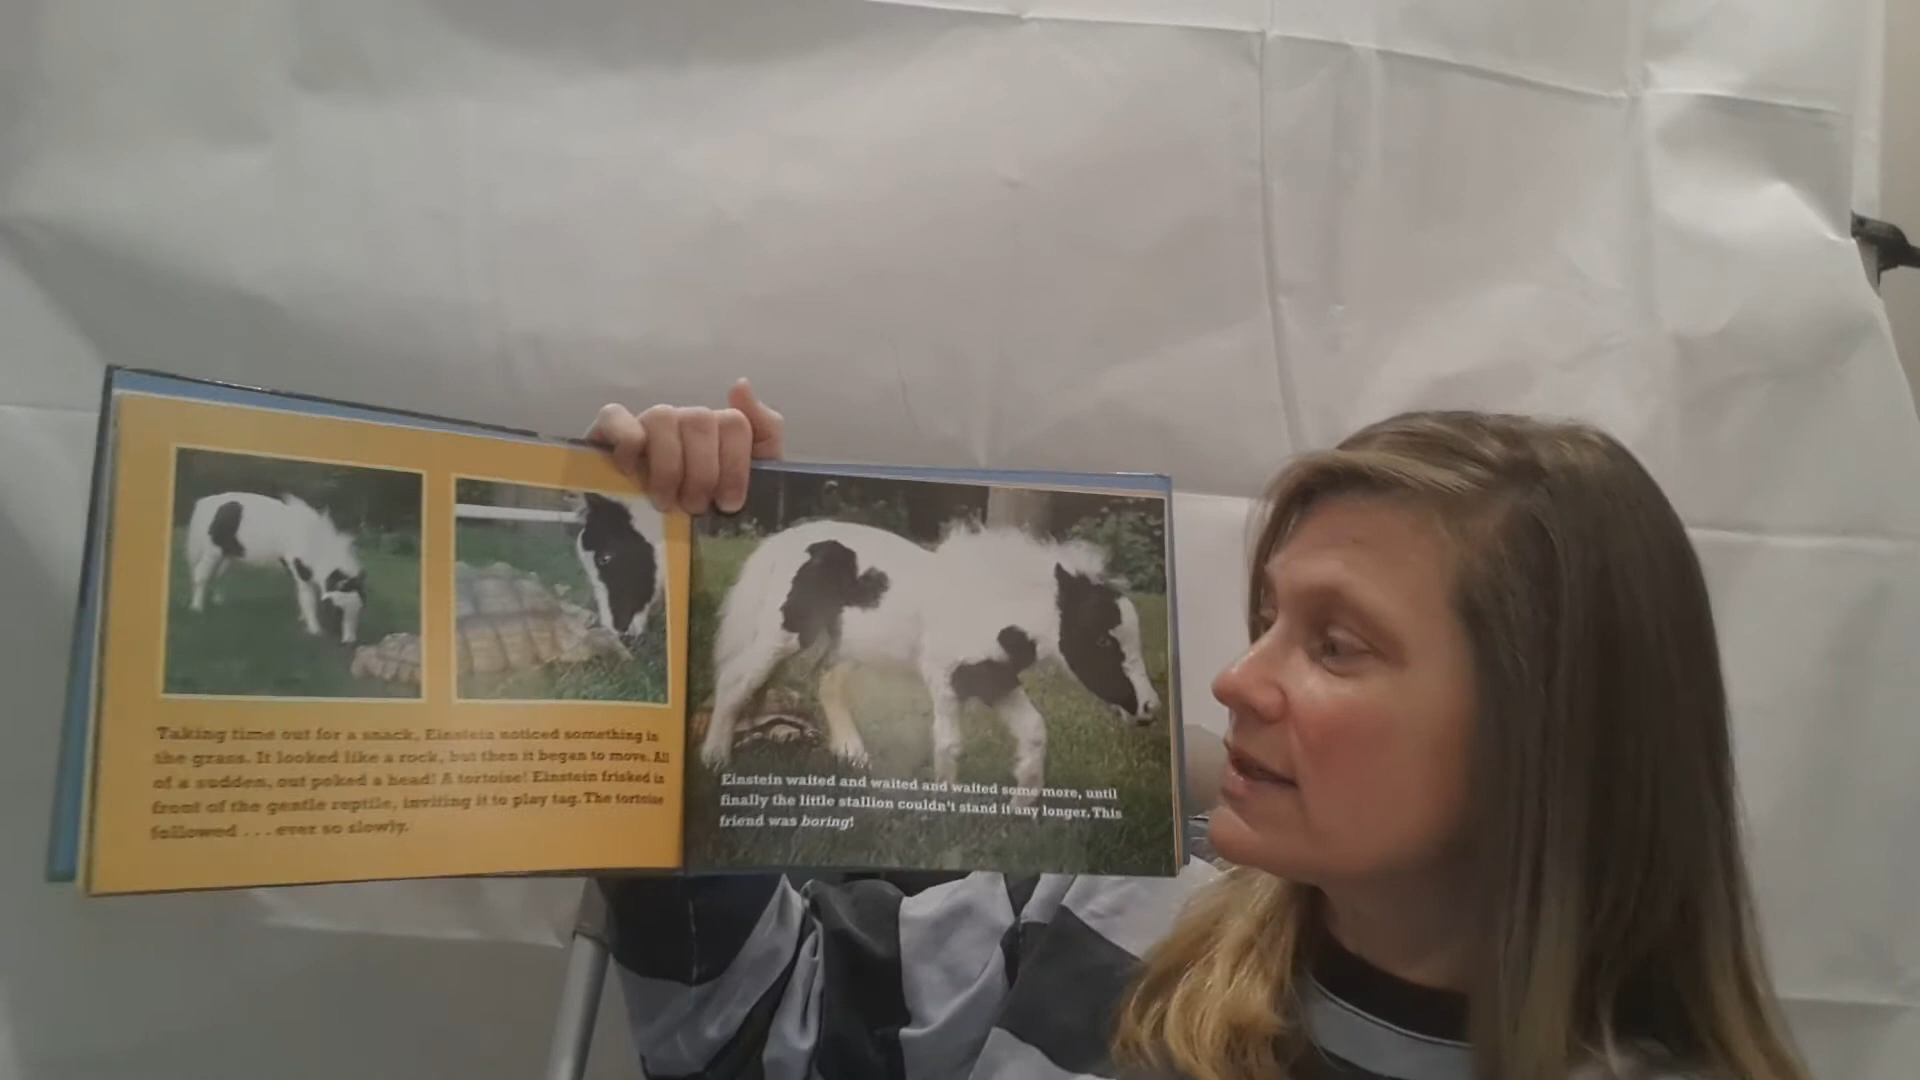 Taking time out for a snack, Einstein noticed something in
the grass. It looked like a rock, but then it began to move. All
of a sudden, out poked a head! A tortoise! Einstein frisked in
front of the gentle reptile, inviting it to play tag. The tortoise
followed . . . ever so slowly.
Einstein waited and waited and waited some more, until
finally the little stallion couldn't stand it any longer. This
friend was boring!